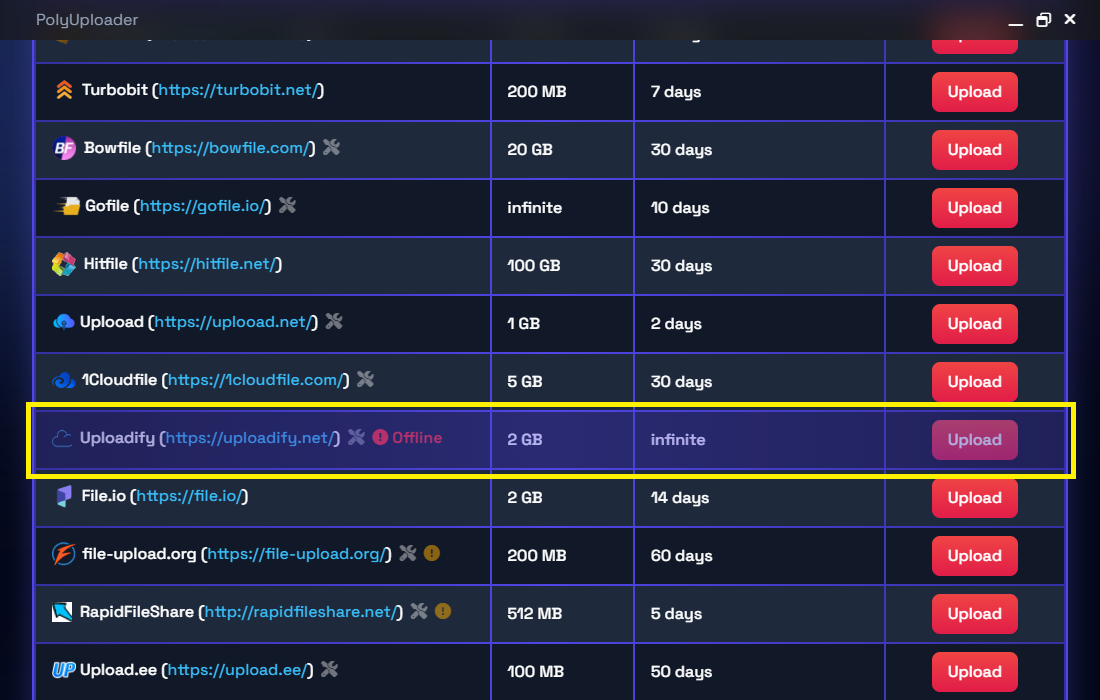 PolyUploader
Turbobit (https://turbobit.net/) 200 MB 7 days Upload
BF Bowfile (https://bowfile.com/) 20 GB 30 days Upload
Gofile (https://gofile.io/) infinite 10 days Upload
Hitfile (https://hitfile.net/) 100 GB 30 days Upload
Uplooad (https://uplooad.net/) 1 GB 2 days Upload
1Cloudfile (https://1cloudfile.com/) 5 GB 30 days Upload
Uploadify (https://uploadify.net/) Offline 2 GB infinite Upload
File.io (https://file.io/) 2 GB 14 days Upload
file-upload.org (https://file-upload.org/) 200 MB 60 days Upload
RapidFileShare (http://rapidfileshare.net/) 512 MB 5 days Upload
UP Upload.ee (https://upload.ee/) 100 MB 50 days Upload